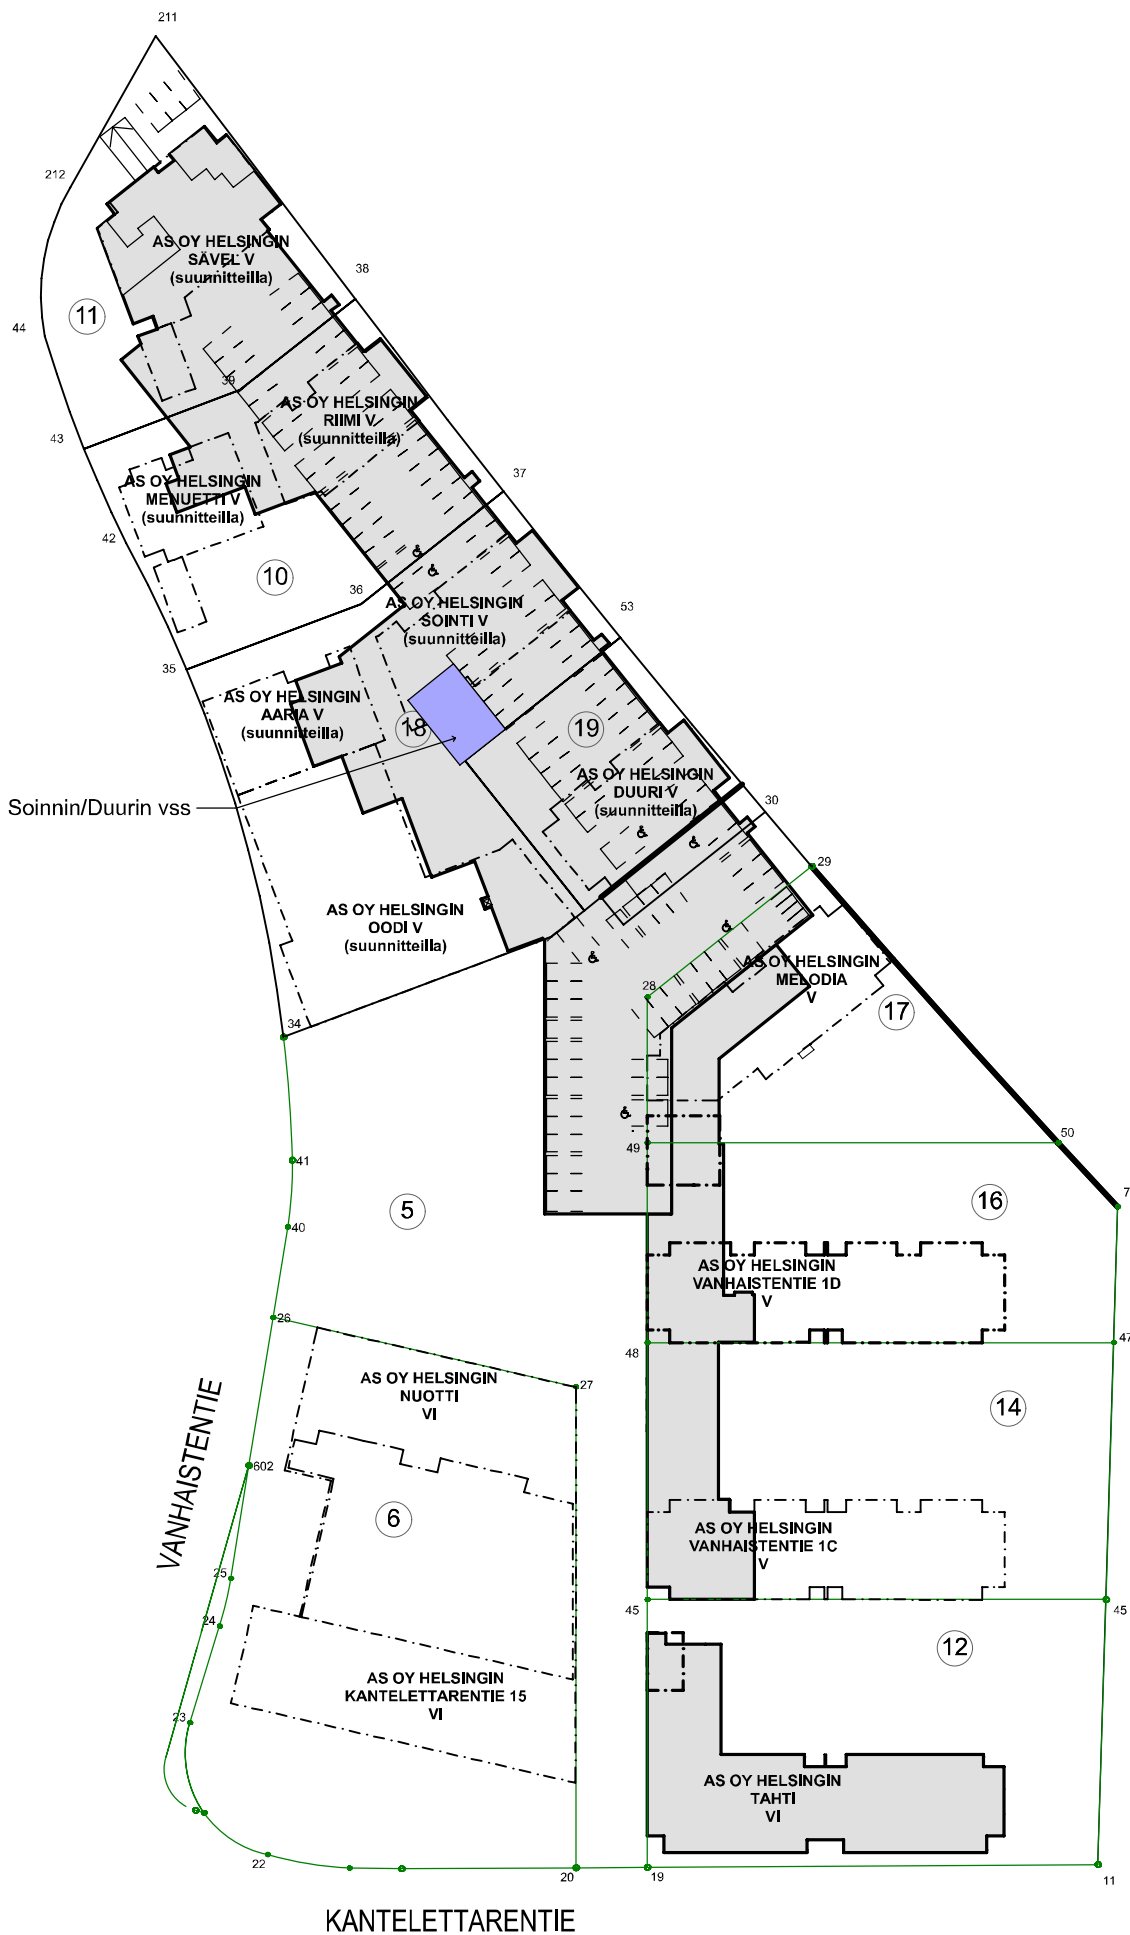 211
212
AS OY HELSINGIN
SÄVEL V
(suunnitteilla)
38
11
44
39
AS OY HELSINGIN
RIIMI V
(suunnitteilla)
43
AS OY HELSINGIN
MENUETTI V
(suunnitteilla)
37
42
10
36
AS OY HELSINGIN
SOINTI V
(suunnitteilla)
53
35
AS OY HELSINGIN
AARIA V
(suunnitteilla)
18
19
AS OY HELSINGIN
DUURI V
(suunnitteilla)
Soinnin/Duurin vss
30
29
AS OY HELSINGIN
OODI V
(suunnitteilla)
AS OY HELSINGIN
MELODIA
V
28
17
34
49
50
41
7
16
5
40
AS OY HELSINGIN
VANHAISTENTIE 1D
V
26
48
47
27
AS OY HELSINGIN
NUOTTI
VI
14
VANHAISTENTIE
602
6
AS OY HELSINGIN
VANHAISTENTIE 1C
V
25
45
45
24
12
AS OY HELSINGIN
KANTELETTARENTIE 15
VI
23
AS OY HELSINGIN
TAHTI
VI
22
20
19
11
KANTELETTARENTIE